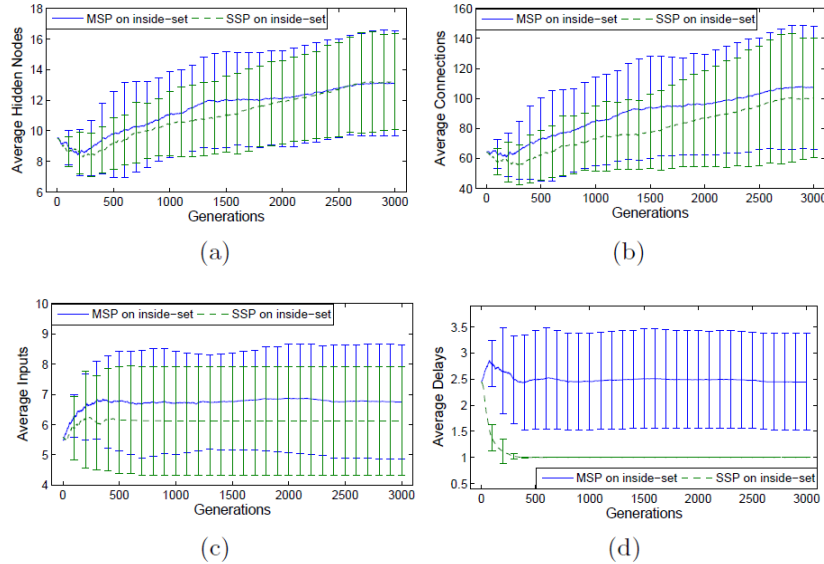 MSP on inside-set SSP on inside-set
18
16
14
12
10
8
6
Average Hidden Nodes
0 500 1000 1500 2000 2500 3000
Generations
(a)
MSP on inside-set SSP on inside-set
160
140
120
100
80
60
40
Average Connections
0 500 1000 1500 2000 2500 3000
Generations
(b)
MSP on inside-set SSP on inside-set
10
9
8
7
6
5
4
Average Inputs
0 500 1000 1500 2000 2500 3000
Generations
(c)
3.5
3
2.5
2
1.5
1
0.5
Average Delays
MSP on inside-set SSP on inside-set
0 500 1000 1500 2000 2500 3000
Generations
(d)